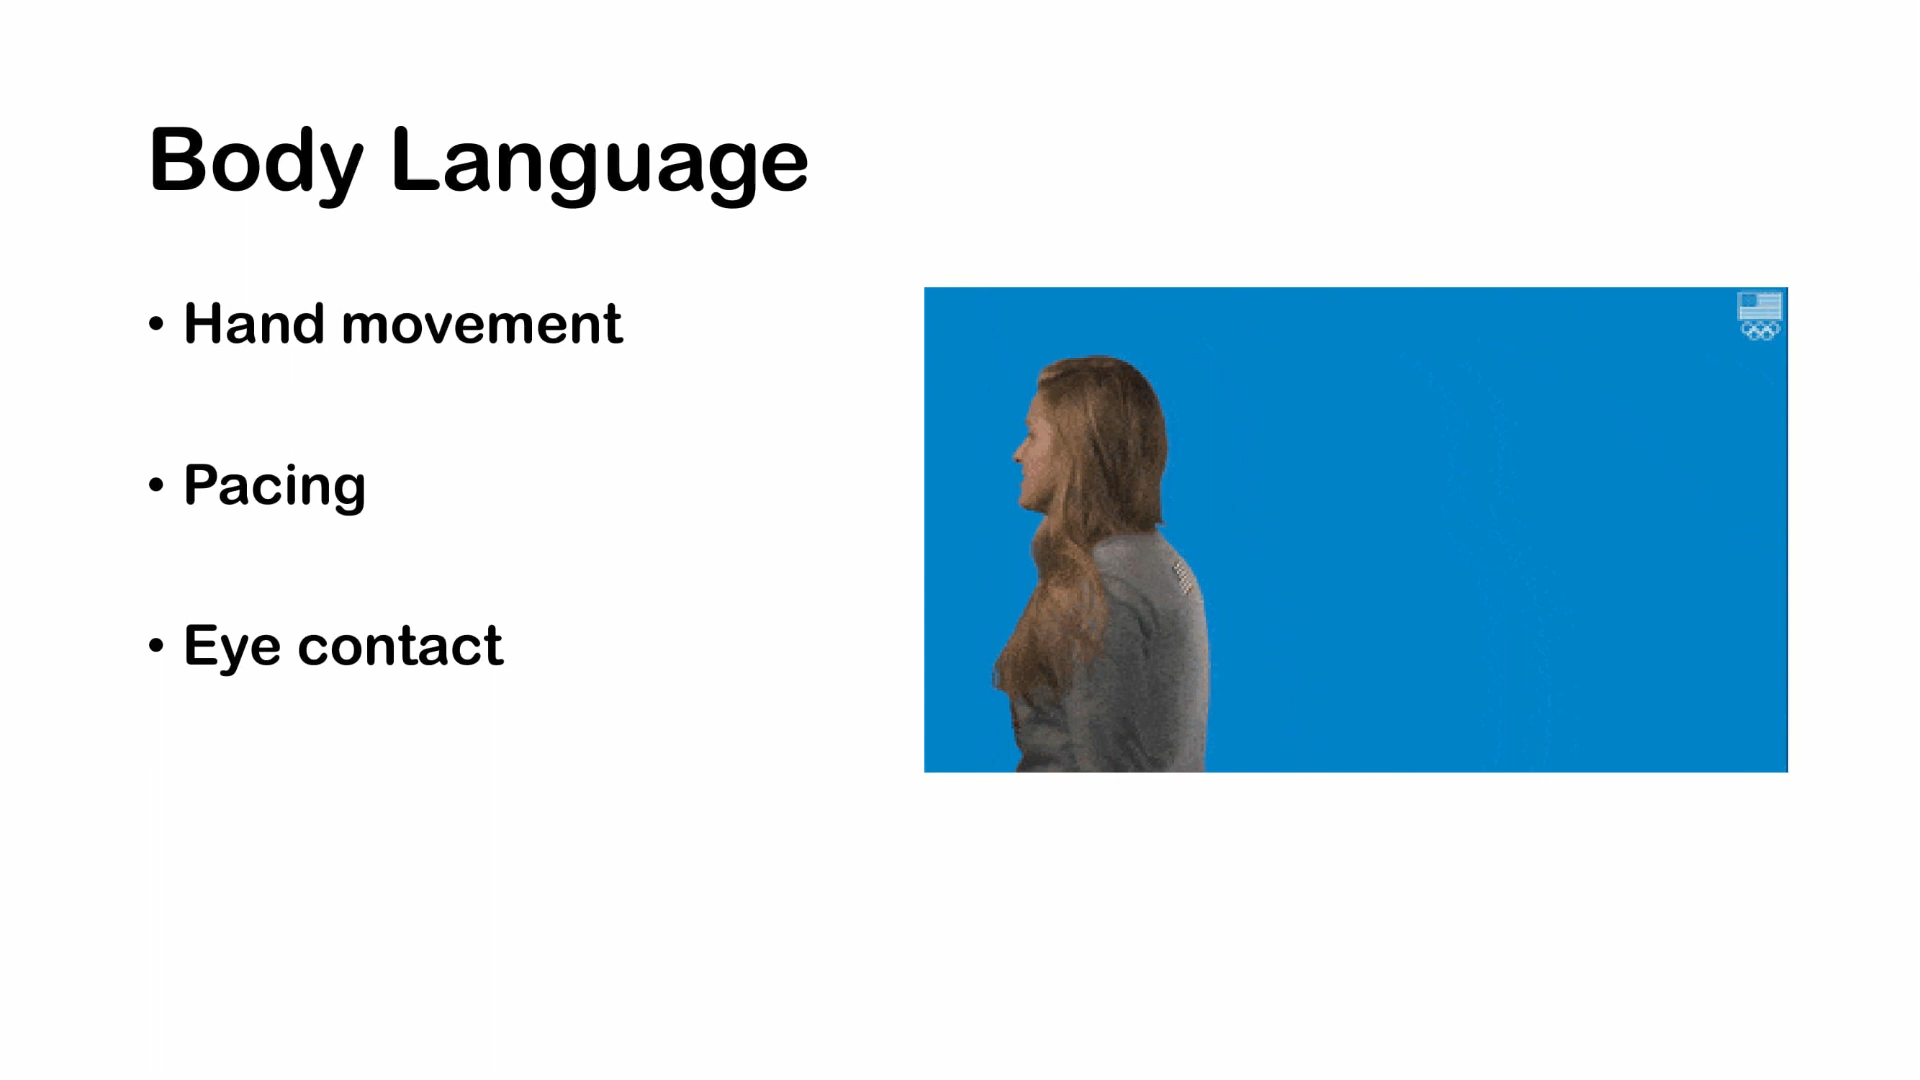 Body Language
• Hand movement
• Pacing
• Eye contact